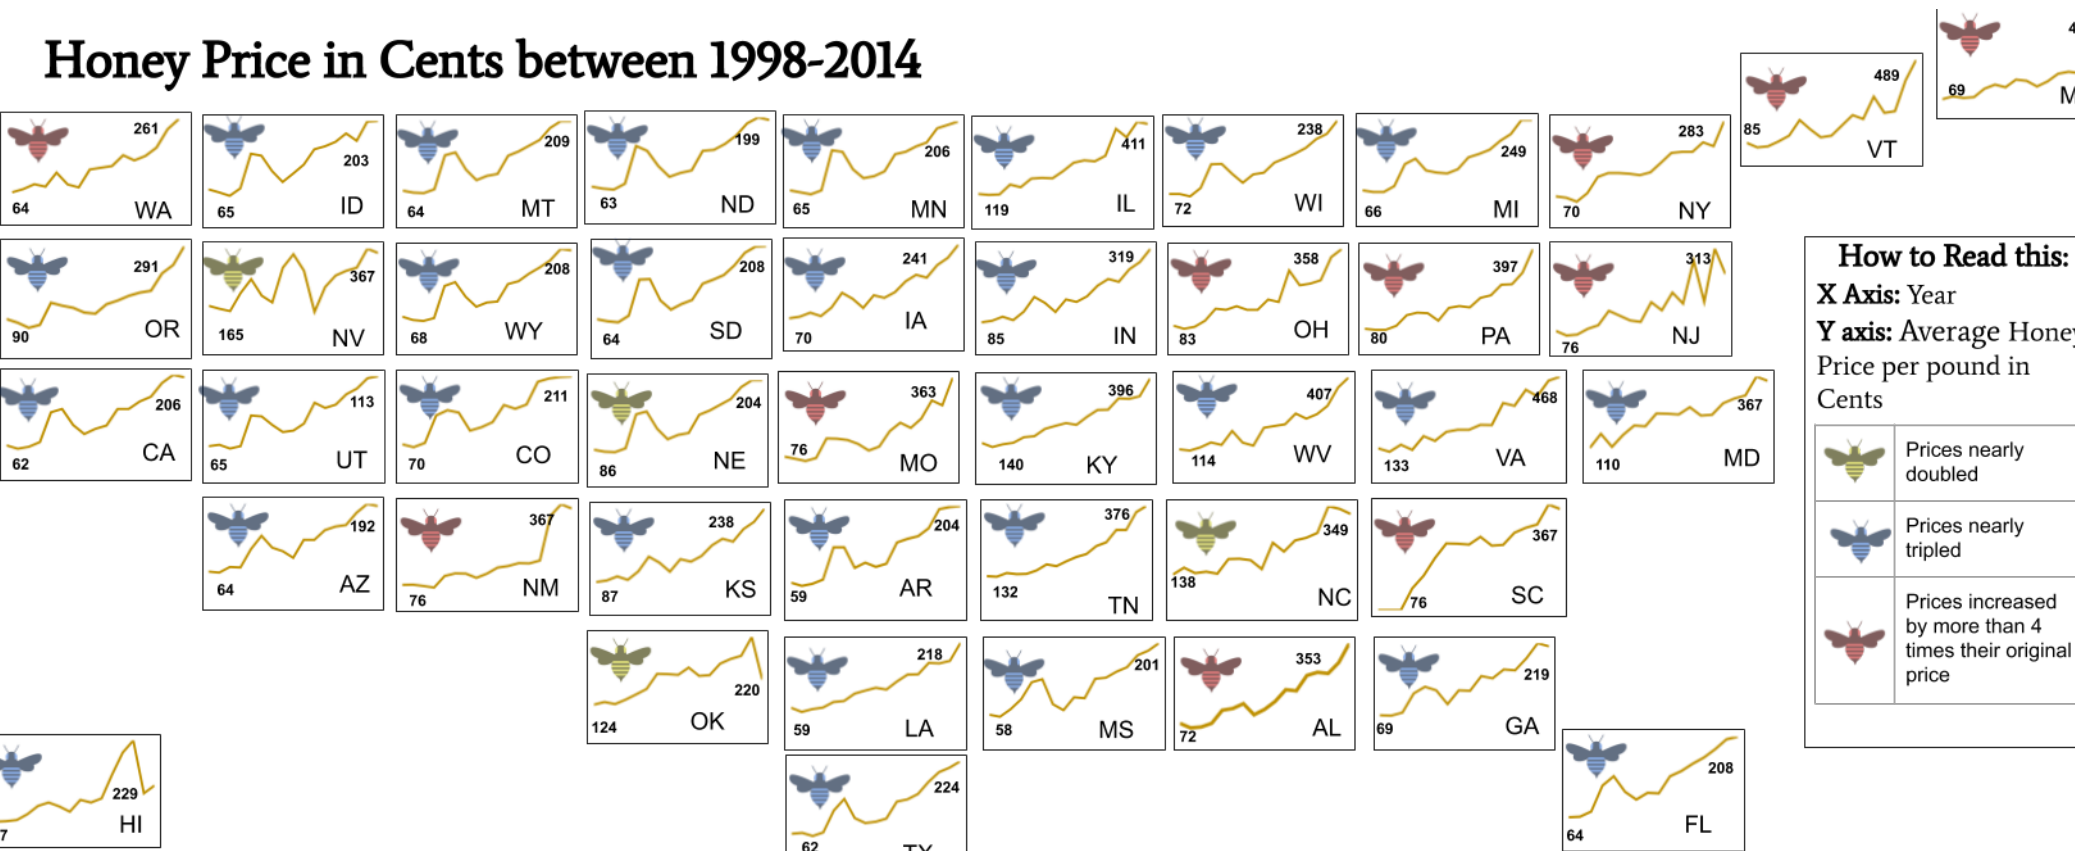 Honey Price in Cents between 1998-2014
69
M
489
85
VT
261
64
WA
203
65
ID
209
64
MT
199
63
ND
206
65
MN
411
119
IL
238
72
WI
249
66
MI
283
70
NY
291
90
OR
367
165
NV
208
68
WY
208
64
SD
241
70
IA
319
85
IN
358
83
OH
397
80
PA
313
76
NJ
206
62
CA
113
65
UT
211
70
CO
204
86
NE
363
76
MO
396
140
KY
407
114
WV
468
133
VA
367
110
MD
192
64
AZ
367
76
NM
238
87
KS
204
59
AR
376
132
TN
349
138
NC
367
76
SC
220
124
OK
218
59
LA
201
58
MS
353
72
AL
219
69
GA
229
7
HI
224
62
TX
208
64
FL
How to Read this:
X Axis: Year
Y axis: Average Honey
Price per pound in
Cents
Prices nearly
doubled
Prices nearly
tripled
Prices increased
by more than 4
times their original
price